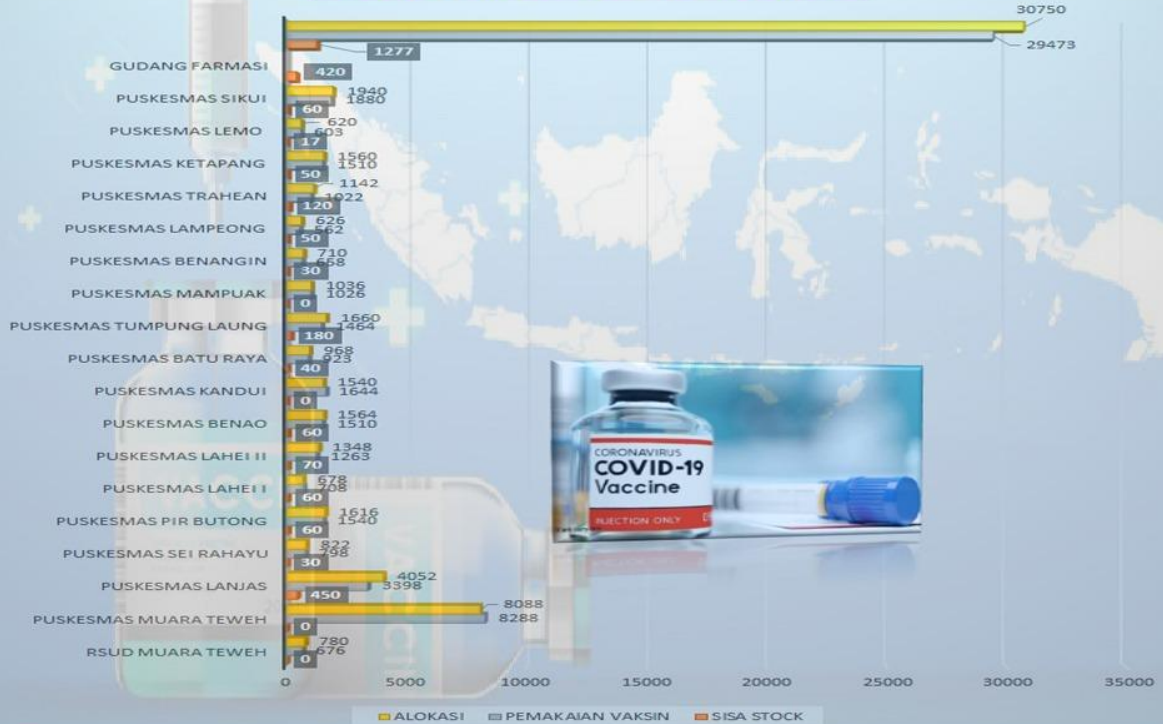 30750
29473
1277
GUDANG FARMASI
420
PUSKESMAS SIKUI
1940
1880
60
PUSKESMAS LEMO
620
603
17
PUSKESMAS KETAPANG
1560
1510
50
PUSKESMAS TRAHEAN
1142
1022
120
PUSKESMAS LAMPEONG
626
562
50
PUSKESMAS BENANGIN
710
658
30
PUSKESMAS MAMPUAK
1036
1026
0
PUSKESMAS TUMPUNG LAUNG
1660
1464
180
PUSKESMAS BATU RAYA
968
923
40
PUSKESMAS KANDUI
1540
1644
0
PUSKESMAS BENAO
1564
1510
60
PUSKESMAS LAHEI II
1348
1263
70
PUSKESMAS LAHEI I
678
708
60
PUSKESMAS PIR BUTONG
1616
1540
60
PUSKESMAS SEI RAHAYU
822
798
30
PUSKESMAS LANJAS
4052
3398
450
PUSKESMAS MUARA TEWEH
8088
8288
0
RSUD MUARA TEWEH
780
676
0
0 5000 10000 15000 20000 25000 30000 35000
ALOKASI PEMAKAIAN VAKSIN SISA STOCK
CORONAVIRUS
COVID-19
Vaccine
INJECTION ONLY